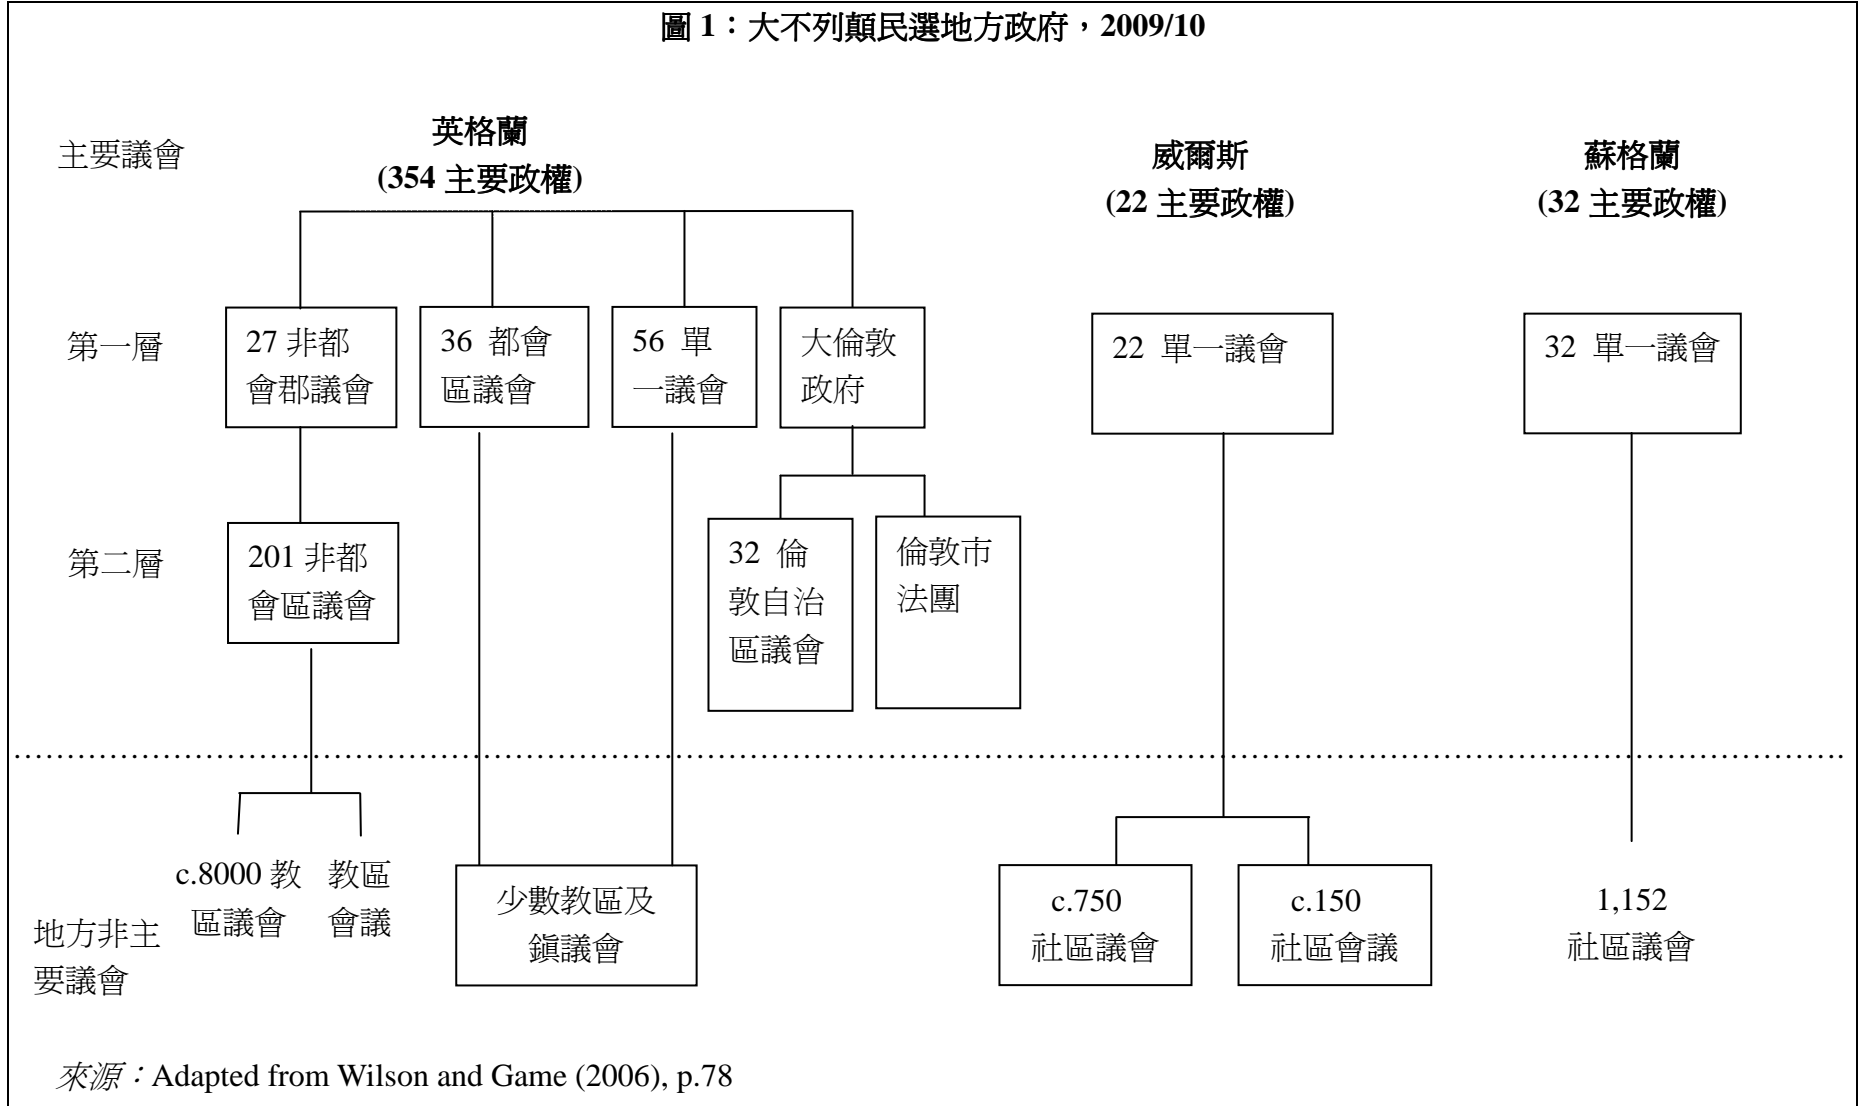 圖 1：大不列顛民選地方政府，2009/10
主要議會
英格蘭
(354 主要政權)
威爾斯
(22 主要政權)
蘇格蘭
(32 主要政權)
第一層
27 非都
會郡議會
36 都會
區議會
56 單
一議會
大倫敦
政府
22 單一議會
32 單一議會
第二層
201 非都
會區議會
32 倫
敦自治
區議會
倫敦市
法團
地方非主
要議會
c.8000 教
區議會
教區
會議
少數教區及
鎮議會
c.750
社區議會
c.150
社區會議
1,152
社區議會
來源：Adapted from Wilson and Game (2006), p.78